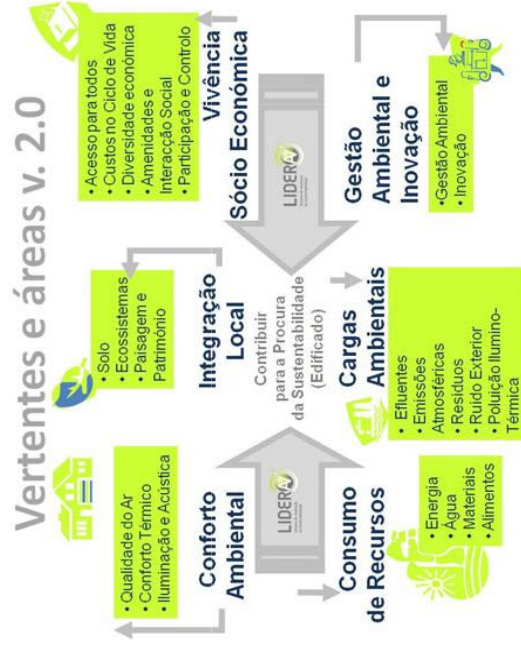 Vertentes e áreas v. 2.0
• Qualidade do Ar
• Conforto Térmico
• Iluminação e Acústica
Conforto
Ambiental
• Solo
• Ecossistemas
• Paisagem e
Património
Integração
Local
• Acesso para todos
• Custos no Ciclo de Vida
• Diversidade económica
• Amenidades e
Interacção Social
• Participação e Controlo
Vivência
Sócio Económica
LIDERA
Contribuir
para a Procura
da Sustentabilidade
(Edificado)
LIDERA
Consumo
de Recursos
• Energia
• Água
• Materiais
• Alimentos
Cargas
Ambientais
• Efluentes
• Emissões
Atmosféricas
• Resíduos
• Ruído Exterior
• Poluição Ilumino-
Térmica
Gestão
Ambiental e
Inovação
• Gestão Ambiental
• Inovação